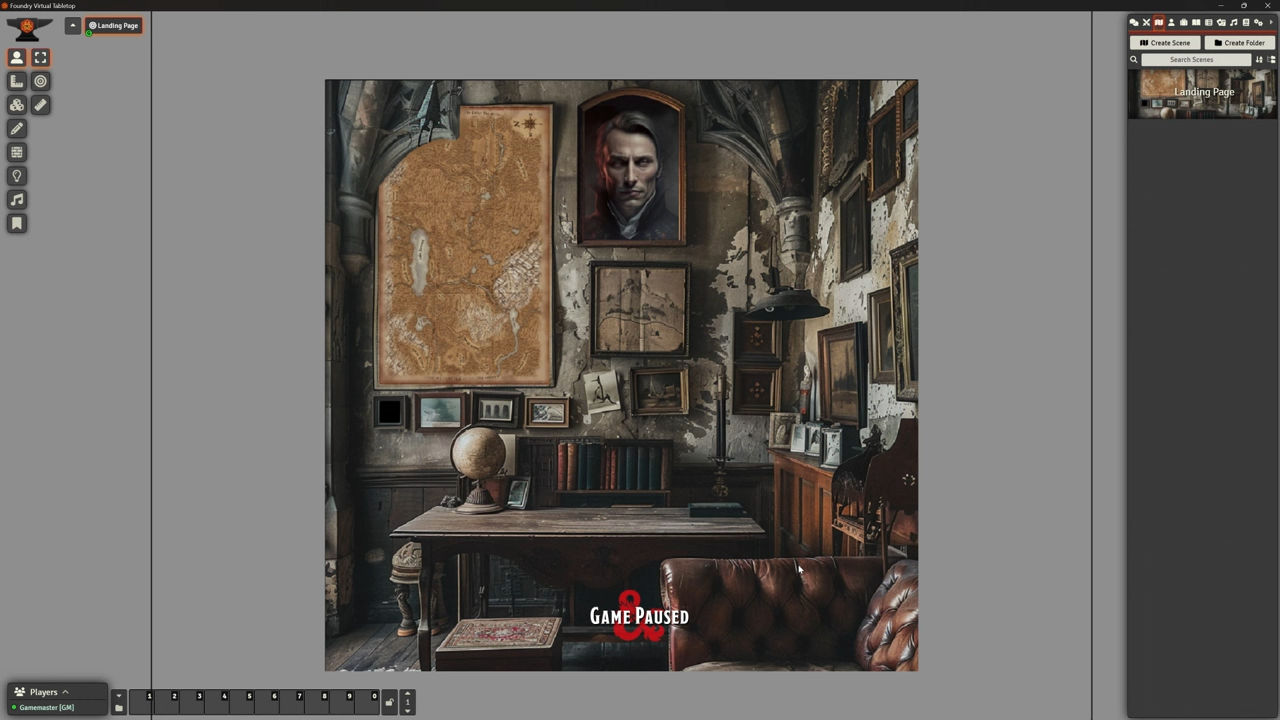 Foundry Virtual Tabletop
Landing Page
G
Create Scene
Create Folder
Search Scenes
Landing Page
N
Game Paused
Players
Gamemaster [GM]
1 2 3 4 5 6 7 8 9 0
1